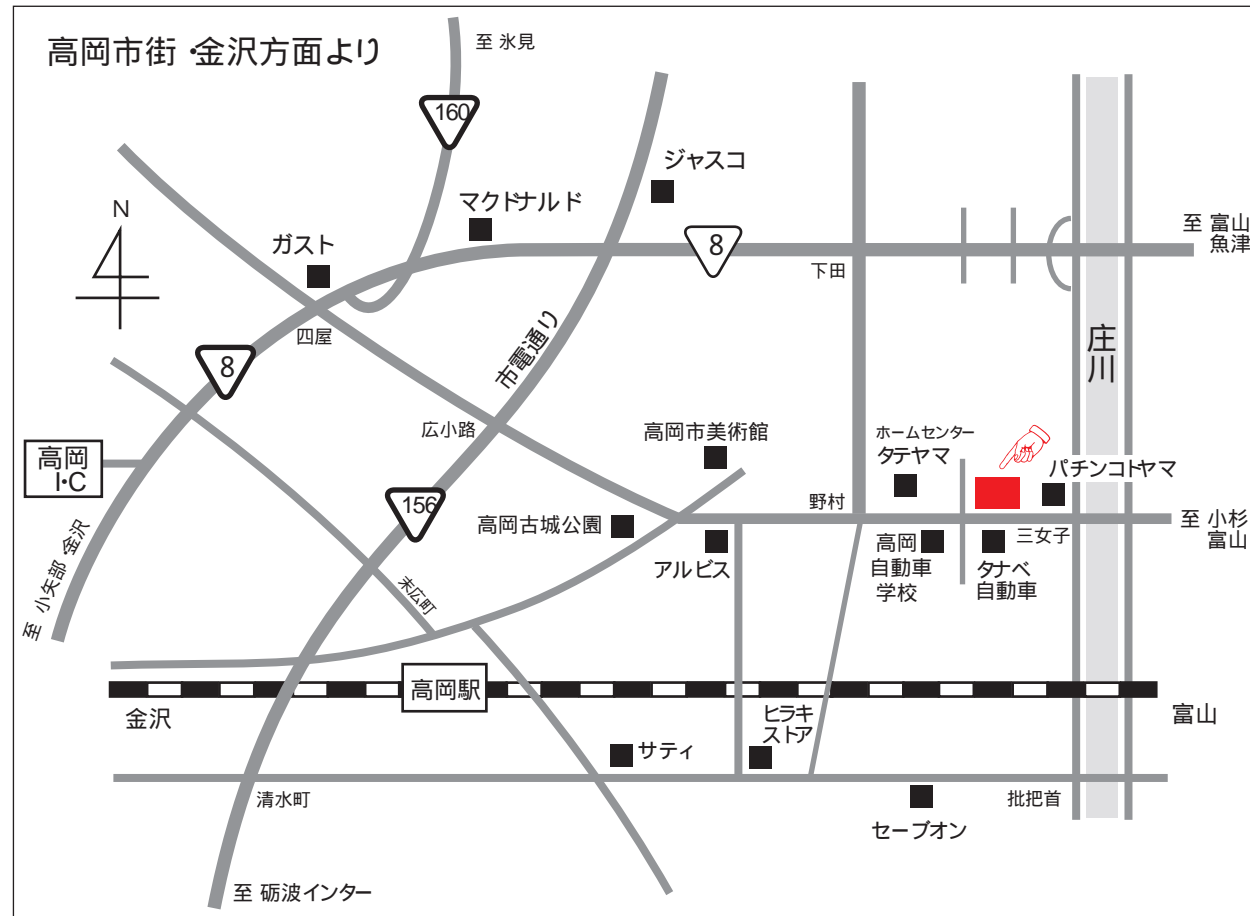 高岡市街・金沢方面より
至 氷見
160
N
ジャスコ
マクドナルド
ガスト
8
至 富山
魚津
下田
四屋
市電通り
庄川
8
広小路
高岡市美術館
ホームセンター
タテヤマ
パチンコトヤマ
高岡
I・C
156
野村
高岡古城公園
アルビス
高岡
自動車
学校
タナベ
自動車
三女子
至 小杉
富山
至 小矢部・金沢
末広町
高岡駅
金沢
富山
ヒラキ
ストア
サティ
清水町
枇把首
セーブオン
至 砺波インター